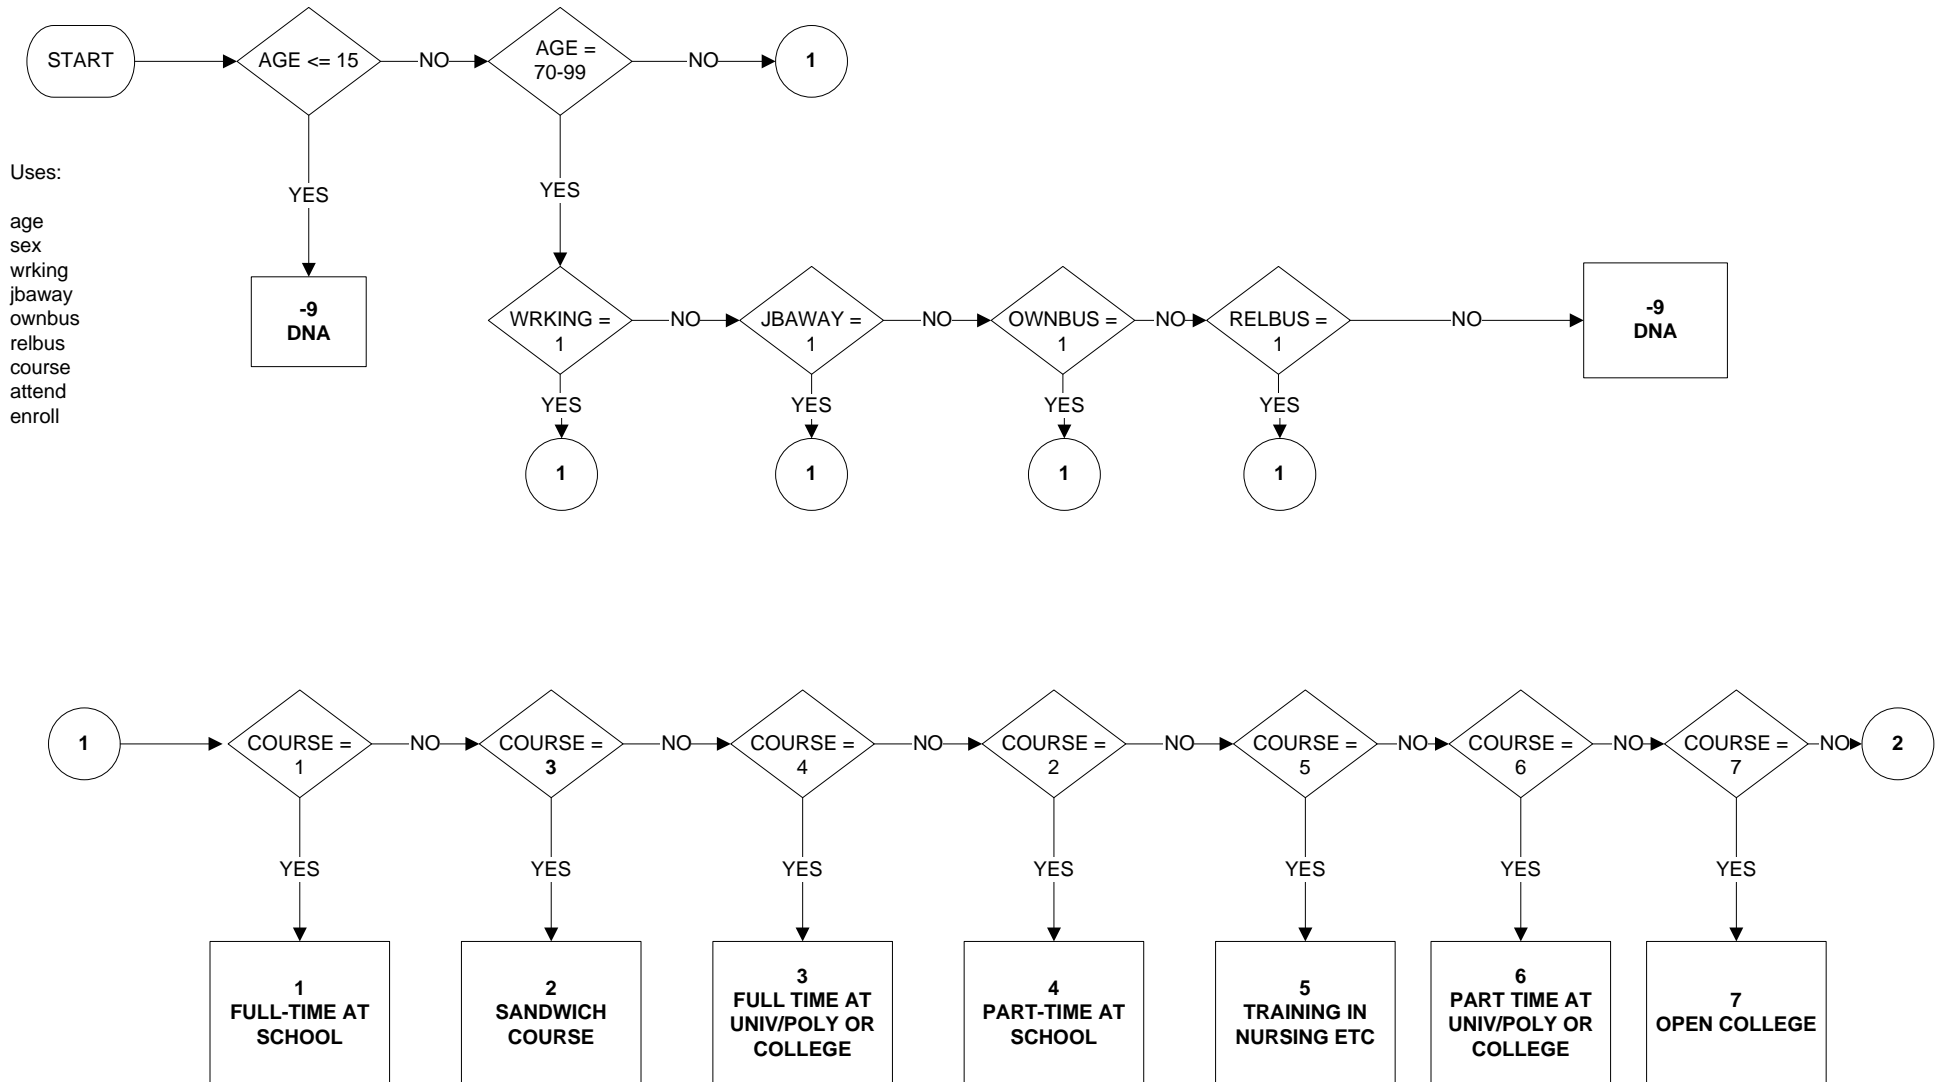 START
AGE <= 15
NO
AGE =
70-99
NO
1
YES
YES
Uses:
age
sex
wrking
jbaway
ownbus
relbus
course
attend
enroll
-9
DNA
WRKING =
1
NO
JBAWAY =
1
NO
OWNBUS =
1
NO
RELBUS =
1
NO
-9
DNA
YES
YES
YES
YES
1
1
1
1
1
COURSE =
1
NO
COURSE =
3
NO
COURSE =
4
NO
COURSE =
2
NO
COURSE =
5
NO
COURSE =
6
NO
COURSE =
7
NO
2
YES
YES
YES
YES
YES
YES
YES
1
FULL-TIME AT
SCHOOL
2
SANDWICH
COURSE
3
FULL TIME AT
UNIV/POLY OR
COLLEGE
4
PART-TIME AT
SCHOOL
5
TRAINING IN
NURSING ETC
6
PART TIME AT
UNIV/POLY OR
COLLEGE
7
OPEN COLLEGE